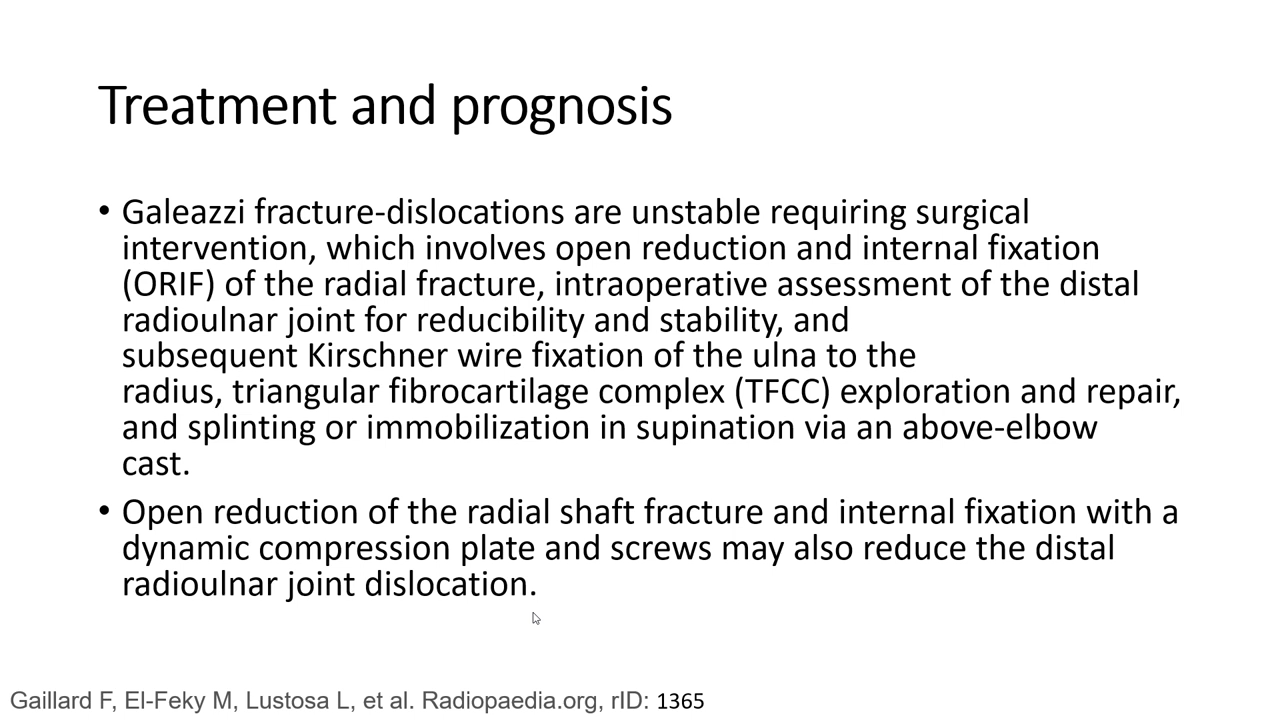 Treatment and prognosis
• Galeazzi fracture-dislocations are unstable requiring surgical
intervention, which involves open reduction and internal fixation
(ORIF) of the radial fracture, intraoperative assessment of the distal
radioulnar joint for reducibility and stability, and
subsequent Kirschner wire fixation of the ulna to the
radius, triangular fibrocartilage complex (TFCC) exploration and repair,
and splinting or immobilization in supination via an above-elbow
cast.
• Open reduction of the radial shaft fracture and internal fixation with a
dynamic compression plate and screws may also reduce the distal
radioulnar joint dislocation.
Gaillard F, El-Feky M, Lustosa L, et al. Radiopaedia.org, rID: 1365